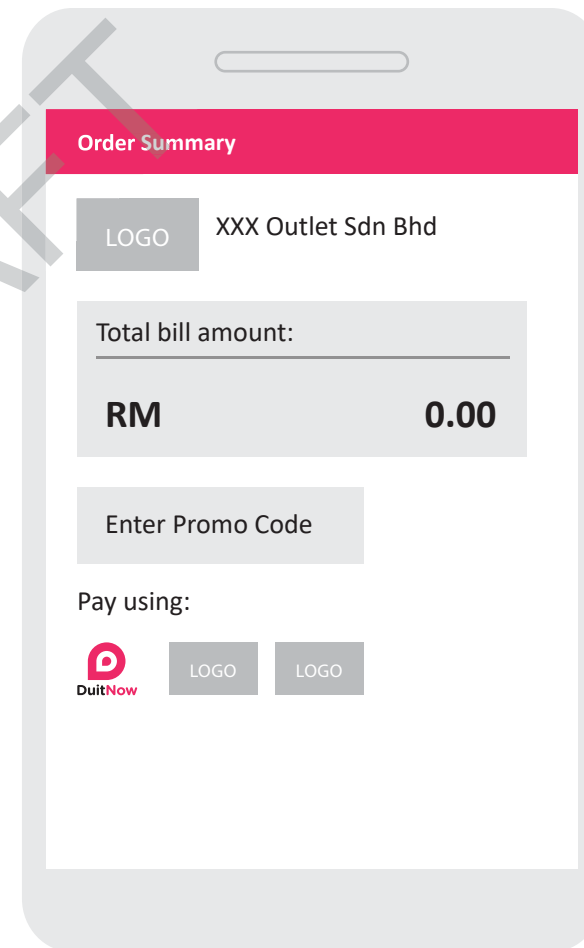 Order Summary
LOGO
XXX Outlet Sdn Bhd
Total bill amount:
RM 0.00
Enter Promo Code
Pay using:
DuitNow
LOGO
LOGO